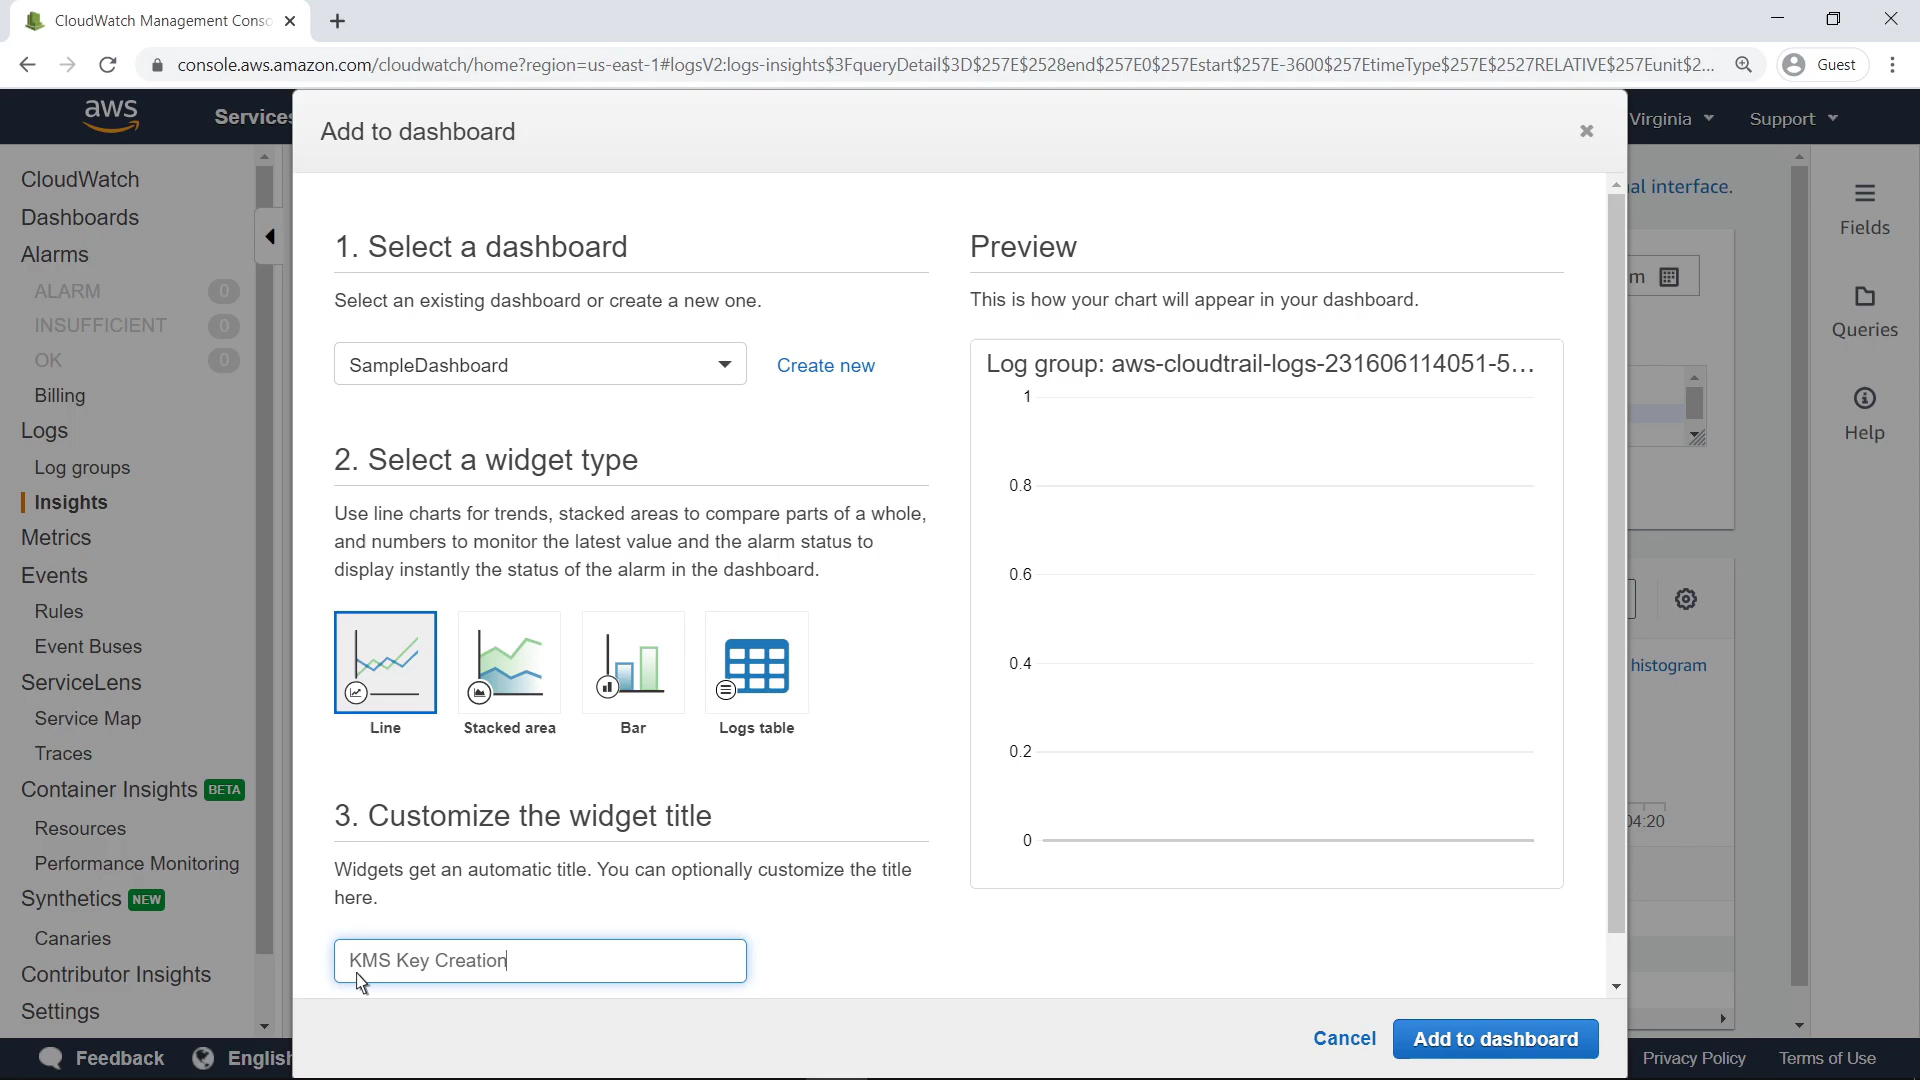 CloudWatch Management Conso
console.aws.amazon.com/cloudwatch/home?region=us-east-1#logsV2:logs-insights$3FqueryDetail$3D$257E$2528end$257E0$257Estart$257E-3600$257EtimeType$257E$2527RELATIVE$257Eunit$2...
Guest
aws
Services
Virginia
Support
Add to dashboard
CloudWatch
Dashboards
Alarms
ALARM 0
INSUFFICIENT 0
OK 0
Billing
Logs
Log groups
Insights
Metrics
Events
Rules
Event Buses
ServiceLens
Service Map
Traces
Container Insights BETA
Resources
Performance Monitoring
Synthetics NEW
Canaries
Contributor Insights
Settings
1. Select a dashboard
Select an existing dashboard or create a new one.
SampleDashboard
Create new
2. Select a widget type
Use line charts for trends, stacked areas to compare parts of a whole,
and numbers to monitor the latest value and the alarm status to
display instantly the status of the alarm in the dashboard.
Line
Stacked area
Bar
Logs table
3. Customize the widget title
Widgets get an automatic title. You can optionally customize the title
here.
KMS Key Creation
Preview
This is how your chart will appear in your dashboard.
Log group: aws-cloudtrail-logs-231606114051-5...
1
0.8
0.6
0.4
0.2
0
Cancel
Add to dashboard
al interface.
m
histogram
04:20
Fields
Queries
Help
Feedback
English
Privacy Policy
Terms of Use